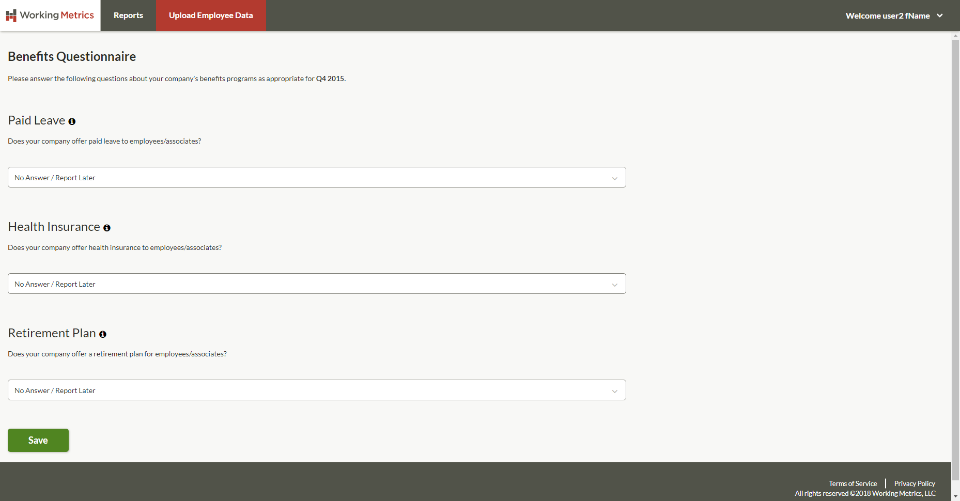 Working Metrics
Reports
Upload Employee Data
Welcome user2 fName
Benefits Questionnaire
Please answer the following questions about your company's benefits programs as appropriate for Q4 2015.
Paid Leave
Does your company offer paid leave to employees/associates?
No Answer / Report Later
Health Insurance
Does your company offer health insurance to employees/associates?
No Answer / Report Later
Retirement Plan
Does your company offer a retirement plan for employees/associates?
No Answer / Report Later
Save
Terms of Service | Privacy Policy
All rights reserved ©2018 Working Metrics, LLC